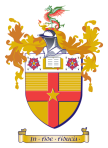 In · fide · fiducia